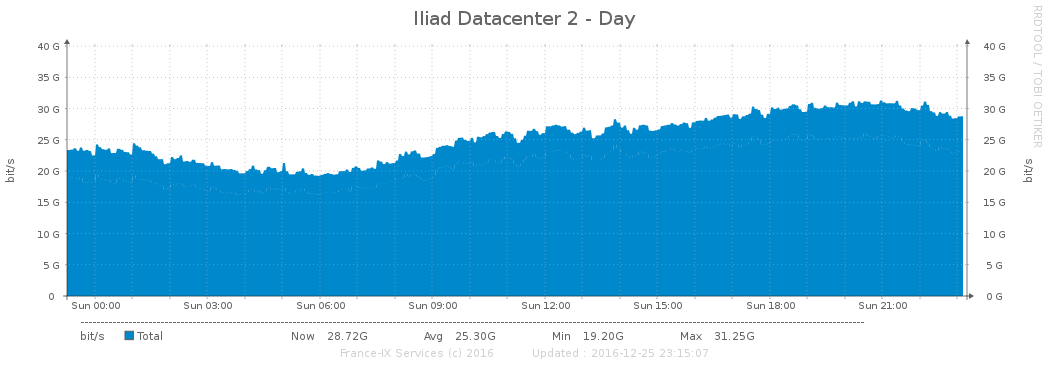 Iliad Datacenter 2 - Day
RRDTOOL / TOBI OETIKER
40 G 40 G
35 G 35 G
30 G 30 G
25 G 25 G
20 G 20 G
15 G 15 G
10 G 10 G
5 G 5 G
0 0 G
bit/s bit/s
Sun 00:00 Sun 03:00 Sun 06:00 Sun 09:00 Sun 12:00 Sun 15:00 Sun 18:00 Sun 21:00
bit/s Total Now 28.72G Avg 25.30G Min 19.20G Max 31.25G
France-IX Services (c) 2016 Updated : 2016-12-25 23:15:07